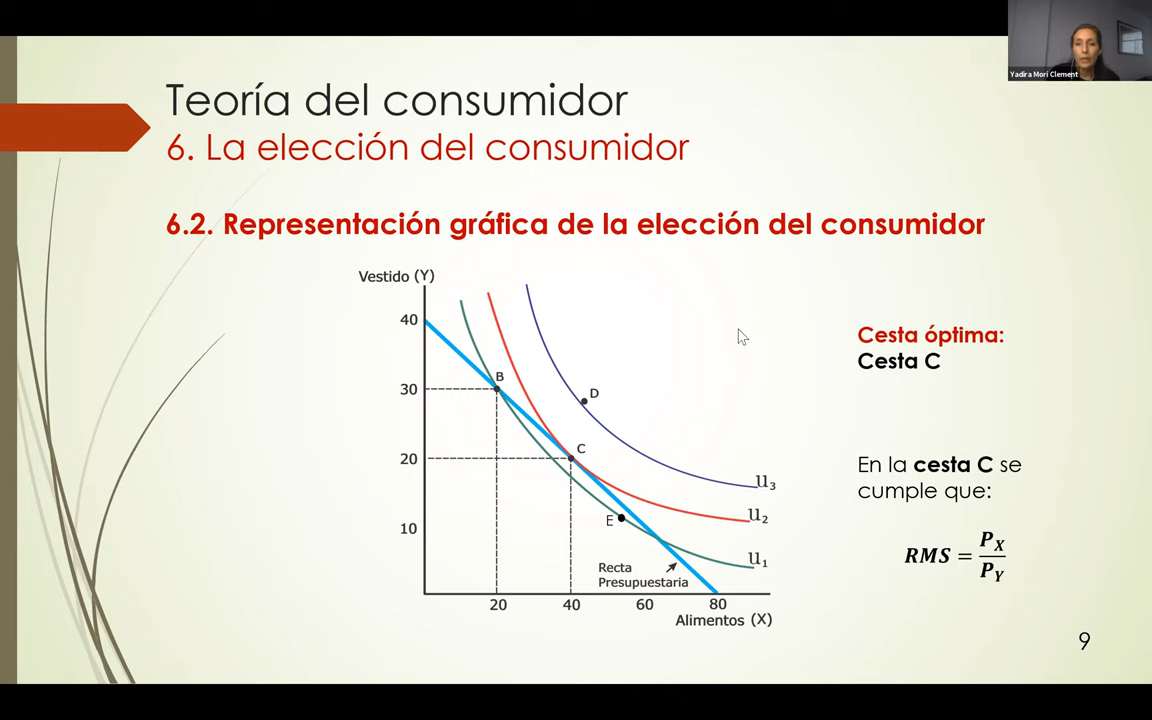 Yadira Mori Clement
Teoría del consumidor
6. La elección del consumidor
6.2. Representación gráfica de la elección del consumidor
Vestido (Y)
40
30
20
10
B
C
D
E
u₃
u₂
u₁
Recta
Presupuestaria
20 40 60 80
Alimentos (X)
Cesta óptima:
Cesta C
En la cesta C se
cumple que:
RMS = P_X / P_Y
9